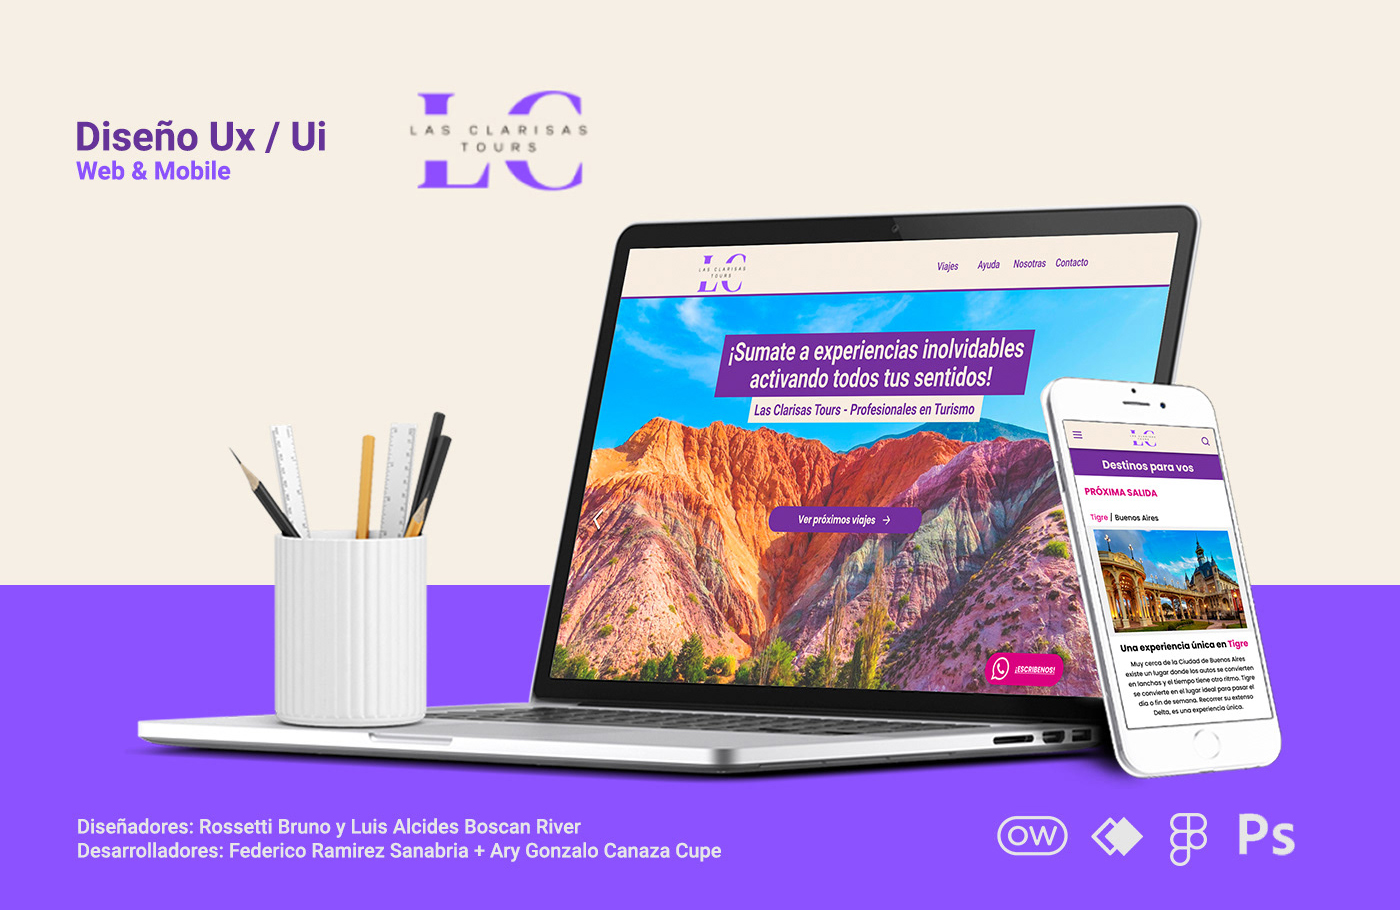 Diseño Ux / Ui
Web & Mobile
LC
LAS CLARISAS
TOURS
LC
LAS CLARISAS
TOURS
Viajes Ayuda Nosotras Contacto
¡Sumate a experiencias inolvidables
activando todos tus sentidos!
Las Clarisas Tours - Profesionales en Turismo
Ver próximos viajes →
¡ESCRIBENOS!
LC
Destinos para vos
PRÓXIMA SALIDA
Tigre / Buenos Aires
Una experiencia única en Tigre
Muy cerca de la Ciudad de Buenos Aires
existe un lugar donde los autos se convierten
en lanchas y el tiempo tiene otro ritmo. Tigre
se convierte en el lugar ideal para pasar el
día o fin de semana. Recorrer su extenso
Delta, es una experiencia única.
Diseñadores: Rossetti Bruno y Luis Alcides Boscan River
Desarrolladores: Federico Ramirez Sanabria + Ary Gonzalo Canaza Cupe
OW
Ps